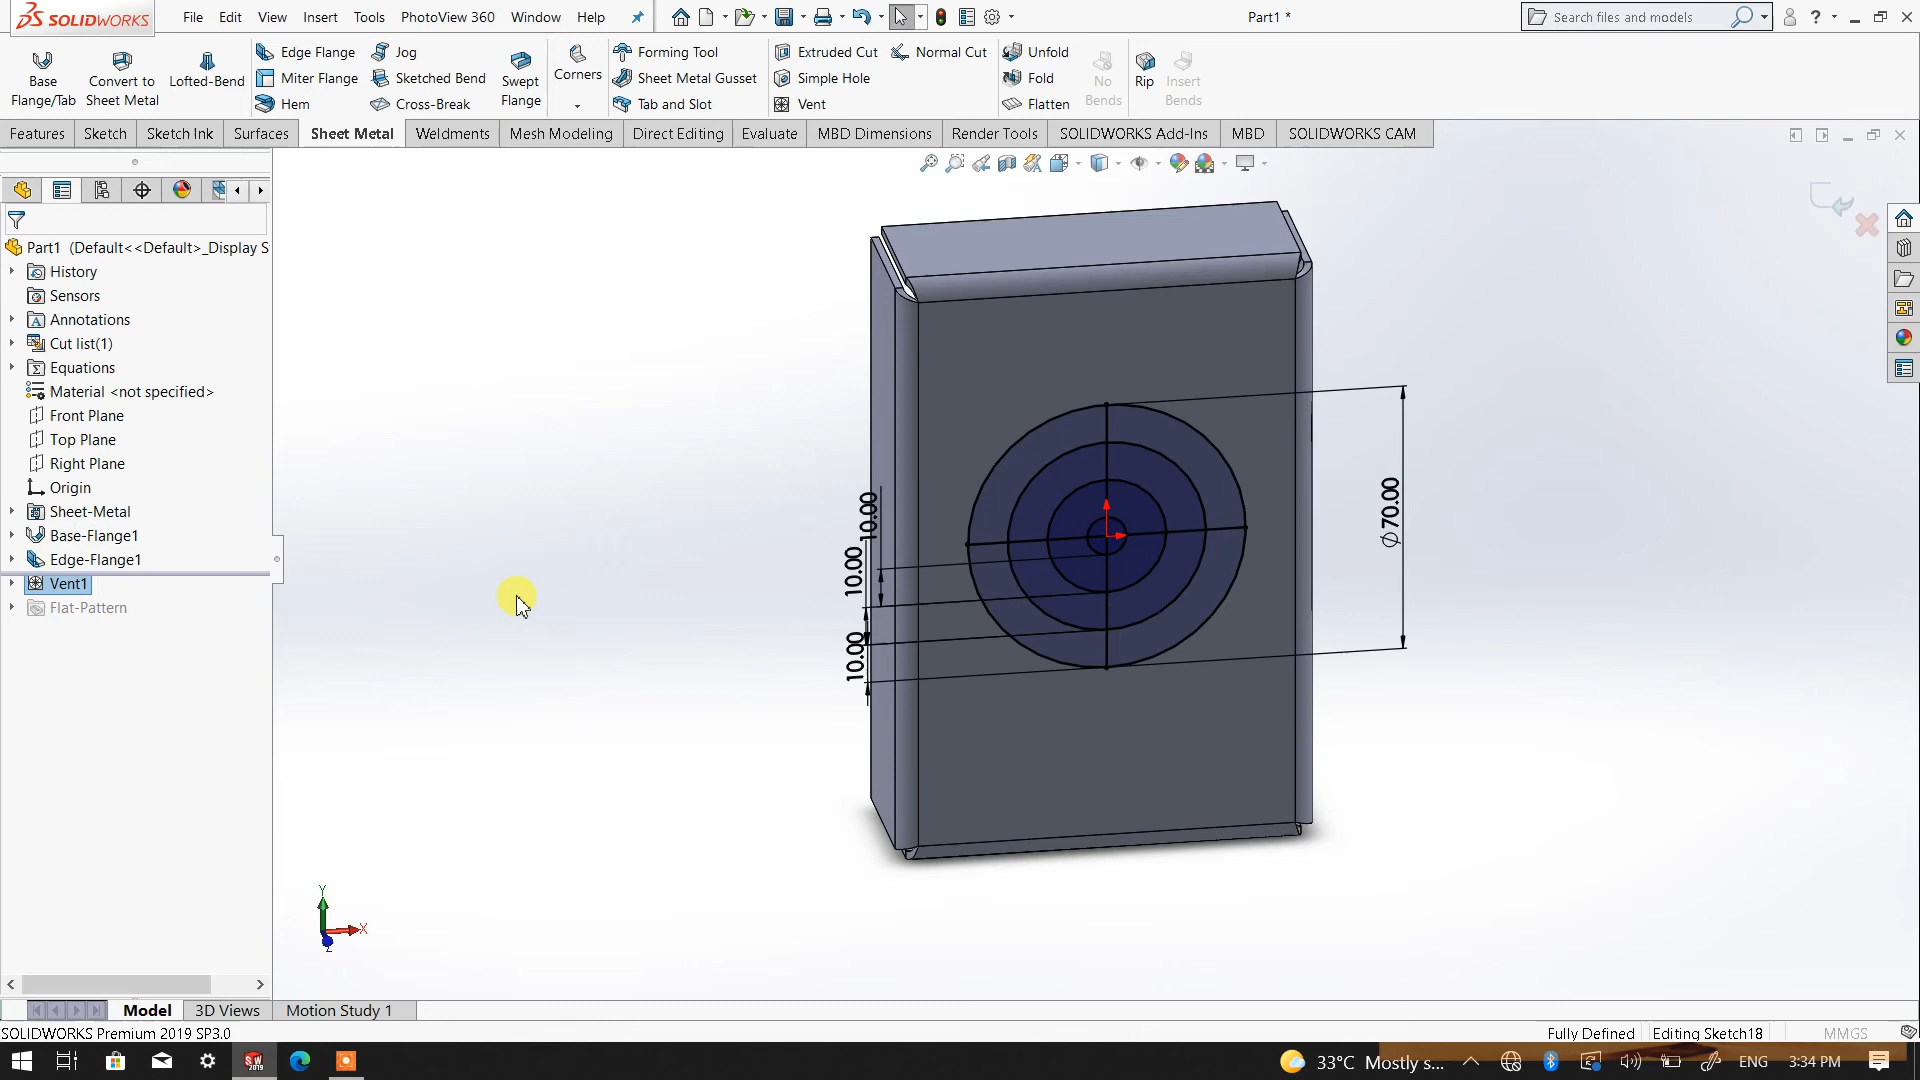 SOLIDWORKS File Edit View Insert Tools PhotoView 360 Window Help Part1 * Search files and models
Base Flange/Tab
Convert to Sheet Metal
Lofted-Bend
Edge Flange
Miter Flange
Hem
Jog
Sketched Bend
Cross-Break
Swept Flange
Corners
Forming Tool
Sheet Metal Gusset
Tab and Slot
Extruded Cut
Simple Hole
Vent
Normal Cut
Unfold
Fold
Flatten
No Bends
Rip
Insert Bends
Features Sketch Sketch Ink Surfaces Sheet Metal Weldments Mesh Modeling Direct Editing Evaluate MBD Dimensions Render Tools SOLIDWORKS Add-Ins MBD SOLIDWORKS CAM
Part1 (Default<<Default>_Display S
History
Sensors
Annotations
Cut list(1)
Equations
Material <not specified>
Front Plane
Top Plane
Right Plane
Origin
Sheet-Metal
Base-Flange1
Edge-Flange1
Vent1
Flat-Pattern
10.00
10.00
10.00
⌀70.00
Y
X
Z
Model 3D Views Motion Study 1
SOLIDWORKS Premium 2019 SP3.0 Fully Defined Editing Sketch18 MMGS
SW 2019
33°C Mostly s... ENG 3:34 PM